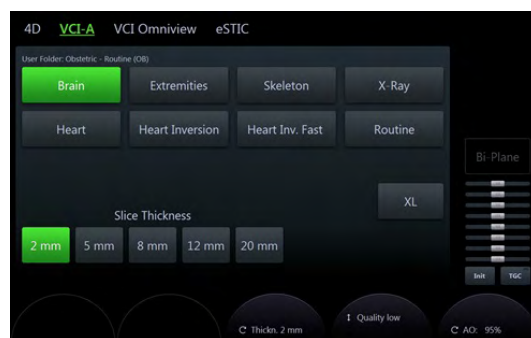 4D VCI-A VCI Omniview eSTIC
User Folder: Obstetric - Routine (OB)
Brain Extremities Skeleton X-Ray
Heart Heart Inversion Heart Inv. Fast Routine
Bi-Plane
XL
Slice Thickness
2 mm 5 mm 8 mm 12 mm 20 mm
Init TGC
Thickn. 2 mm Quality low AO: 95%